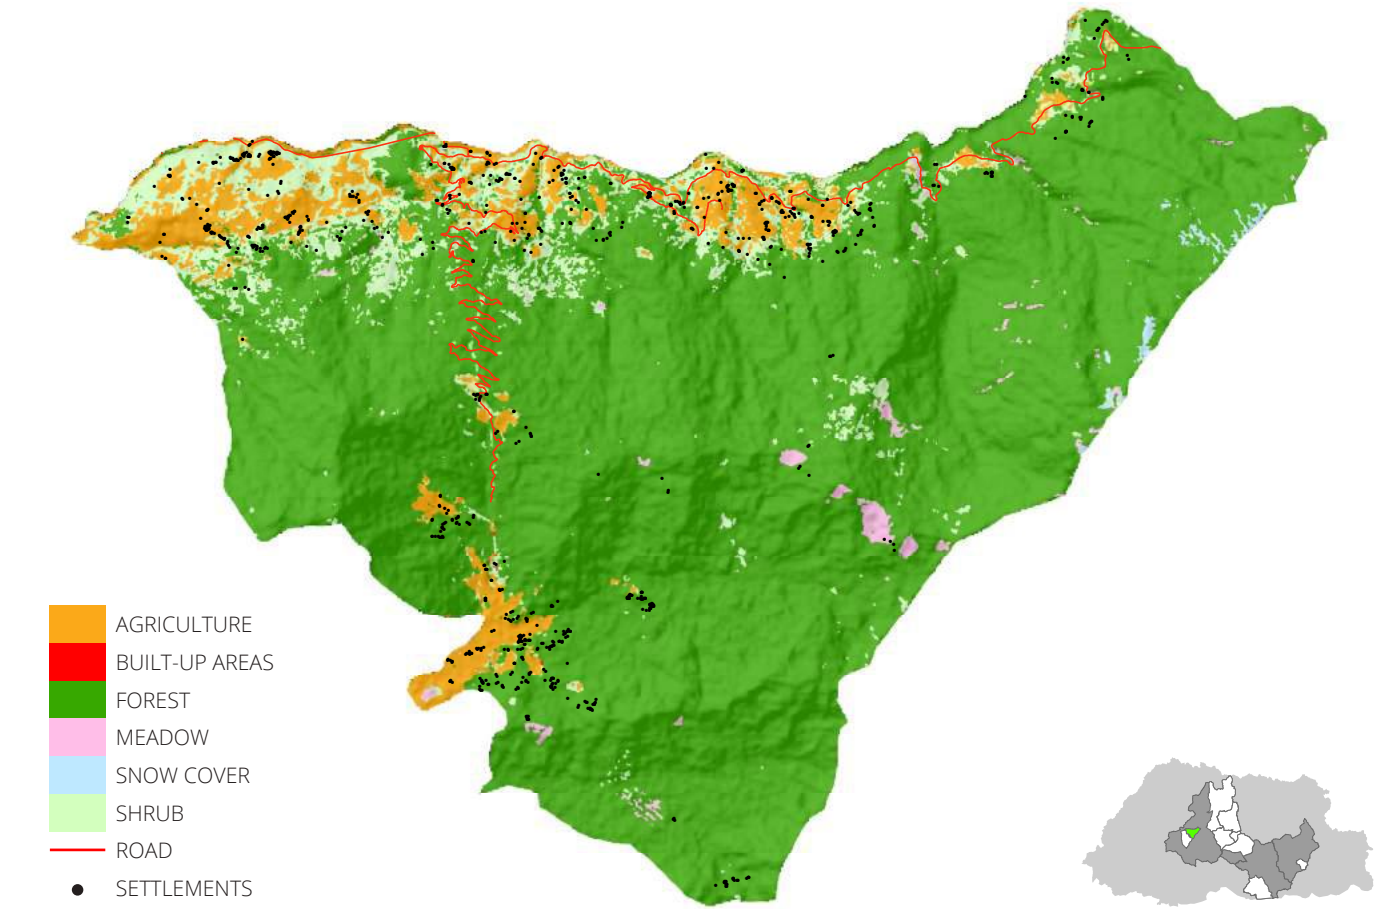 AGRICULTURE
BUILT-UP AREAS
FOREST
MEADOW
SNOW COVER
SHRUB
ROAD
SETTLEMENTS